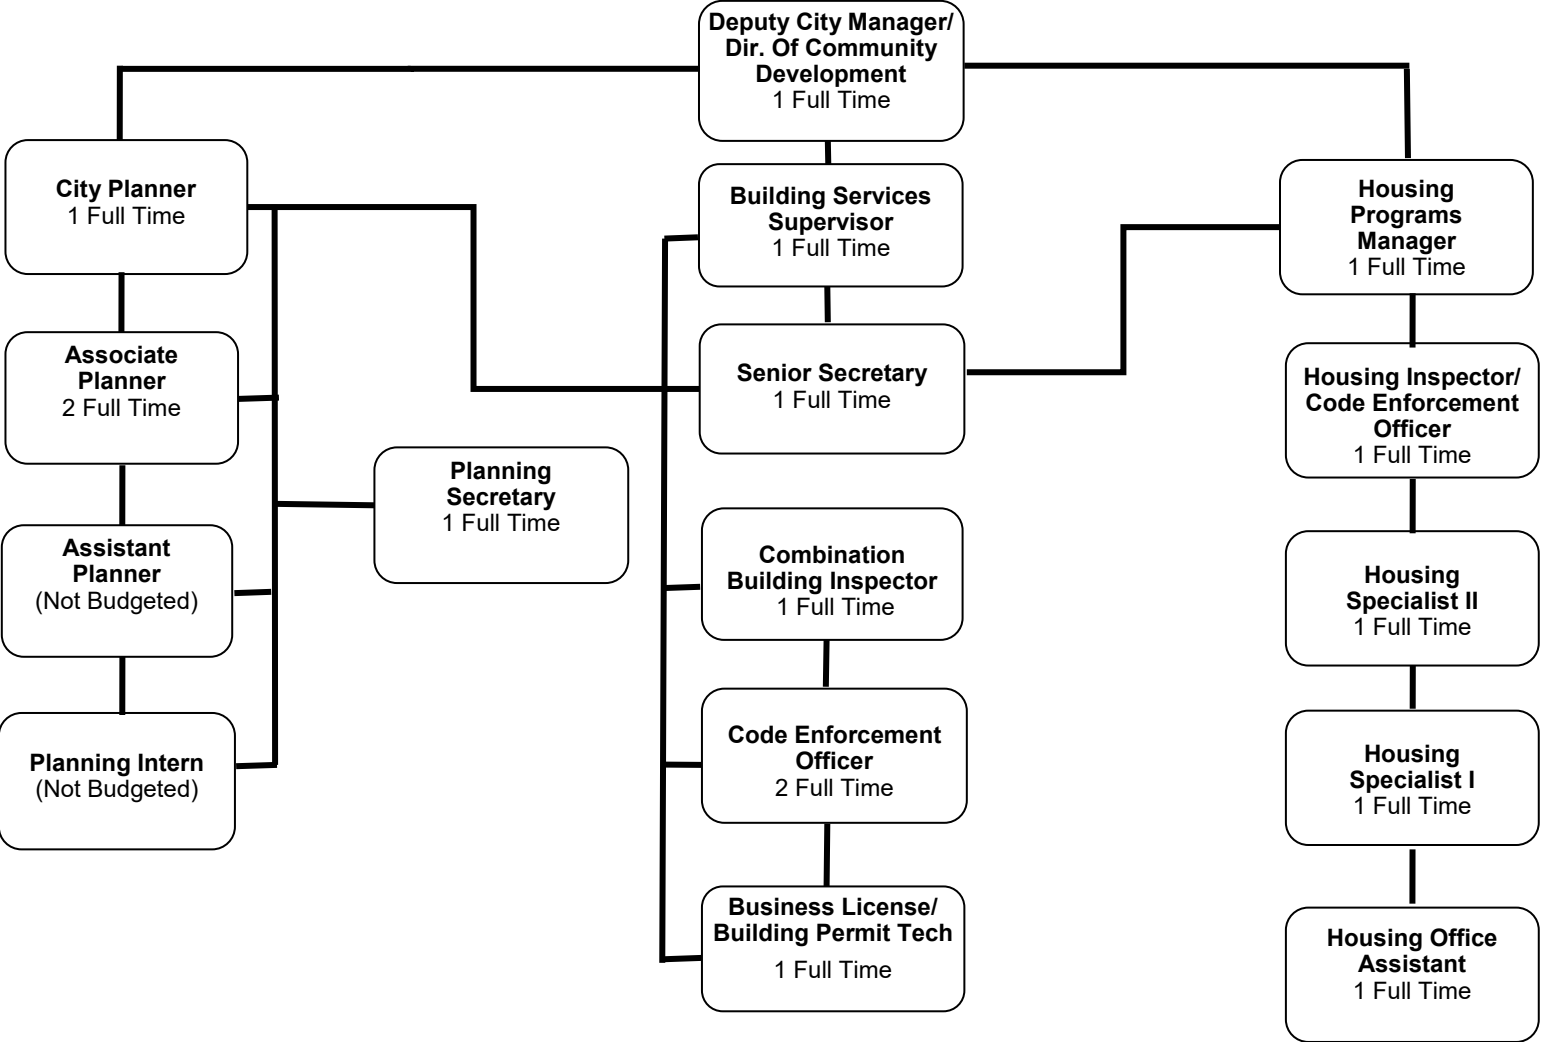 Deputy City Manager/
Dir. Of Community
Development
1 Full Time
City Planner
1 Full Time
Building Services
Supervisor
1 Full Time
Housing
Programs
Manager
1 Full Time
Associate
Planner
2 Full Time
Senior Secretary
1 Full Time
Housing Inspector/
Code Enforcement
Officer
1 Full Time
Planning
Secretary
1 Full Time
Assistant
Planner
(Not Budgeted)
Combination
Building Inspector
1 Full Time
Housing
Specialist II
1 Full Time
Planning Intern
(Not Budgeted)
Code Enforcement
Officer
2 Full Time
Housing
Specialist I
1 Full Time
Business License/
Building Permit Tech
1 Full Time
Housing Office
Assistant
1 Full Time